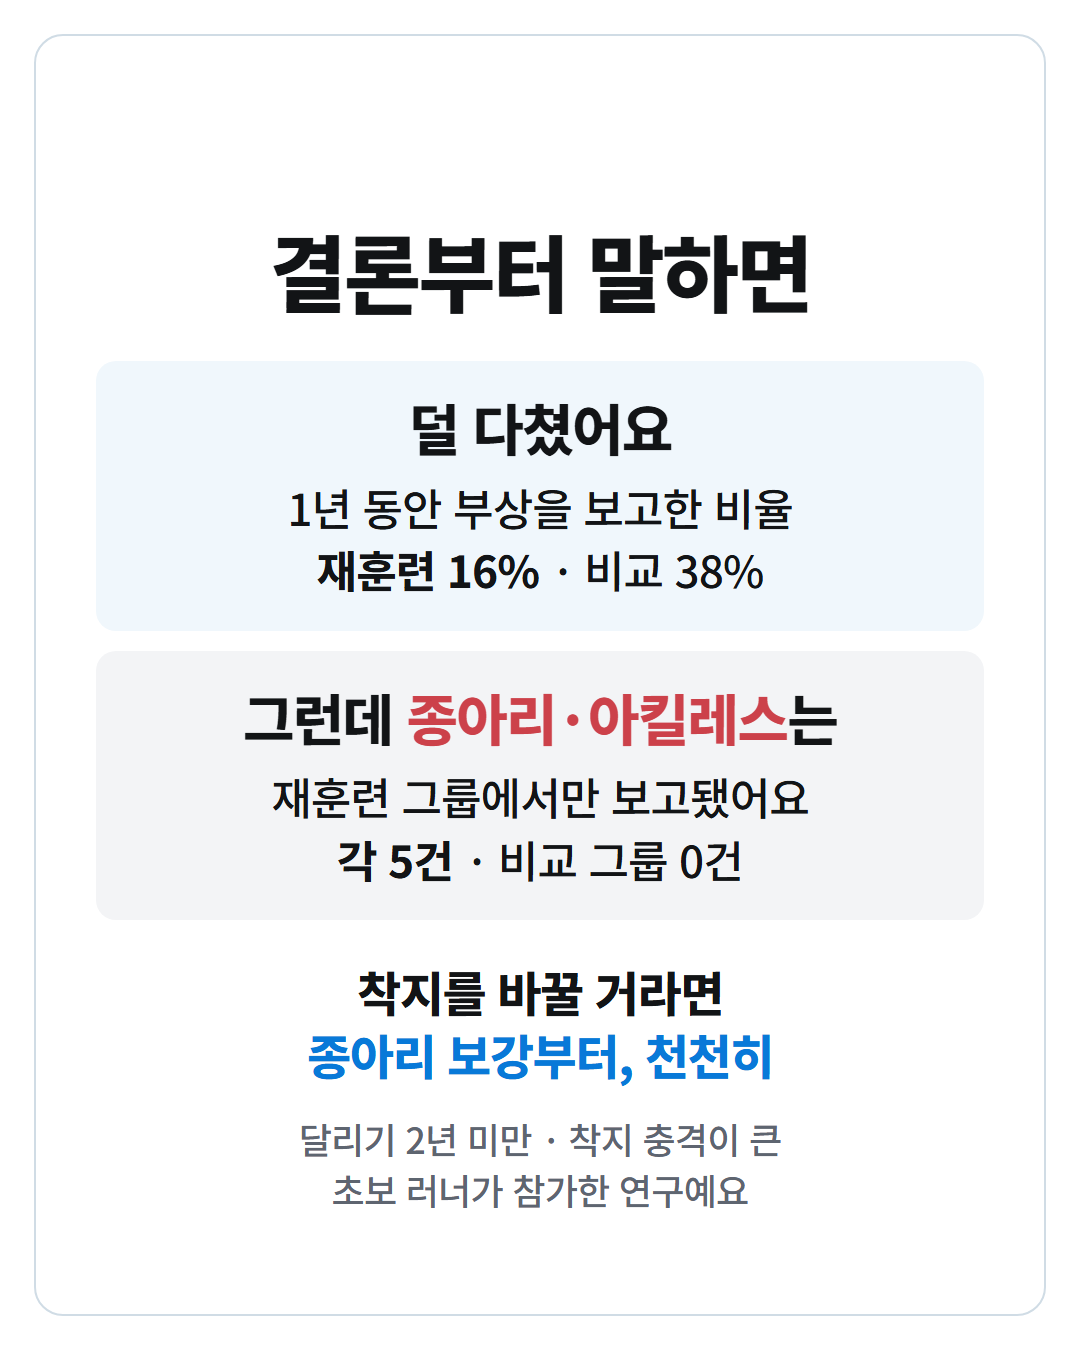 결론부터 말하면
덜 다쳤어요
1년 동안 부상을 보고한 비율
재훈련 16% · 비교 38%
그런데 종아리·아킬레스는
재훈련 그룹에서만 보고됐어요
각 5건 · 비교 그룹 0건
착지를 바꿀 거라면
종아리 보강부터, 천천히
달리기 2년 미만 · 착지 충격이 큰
초보 러너가 참가한 연구예요